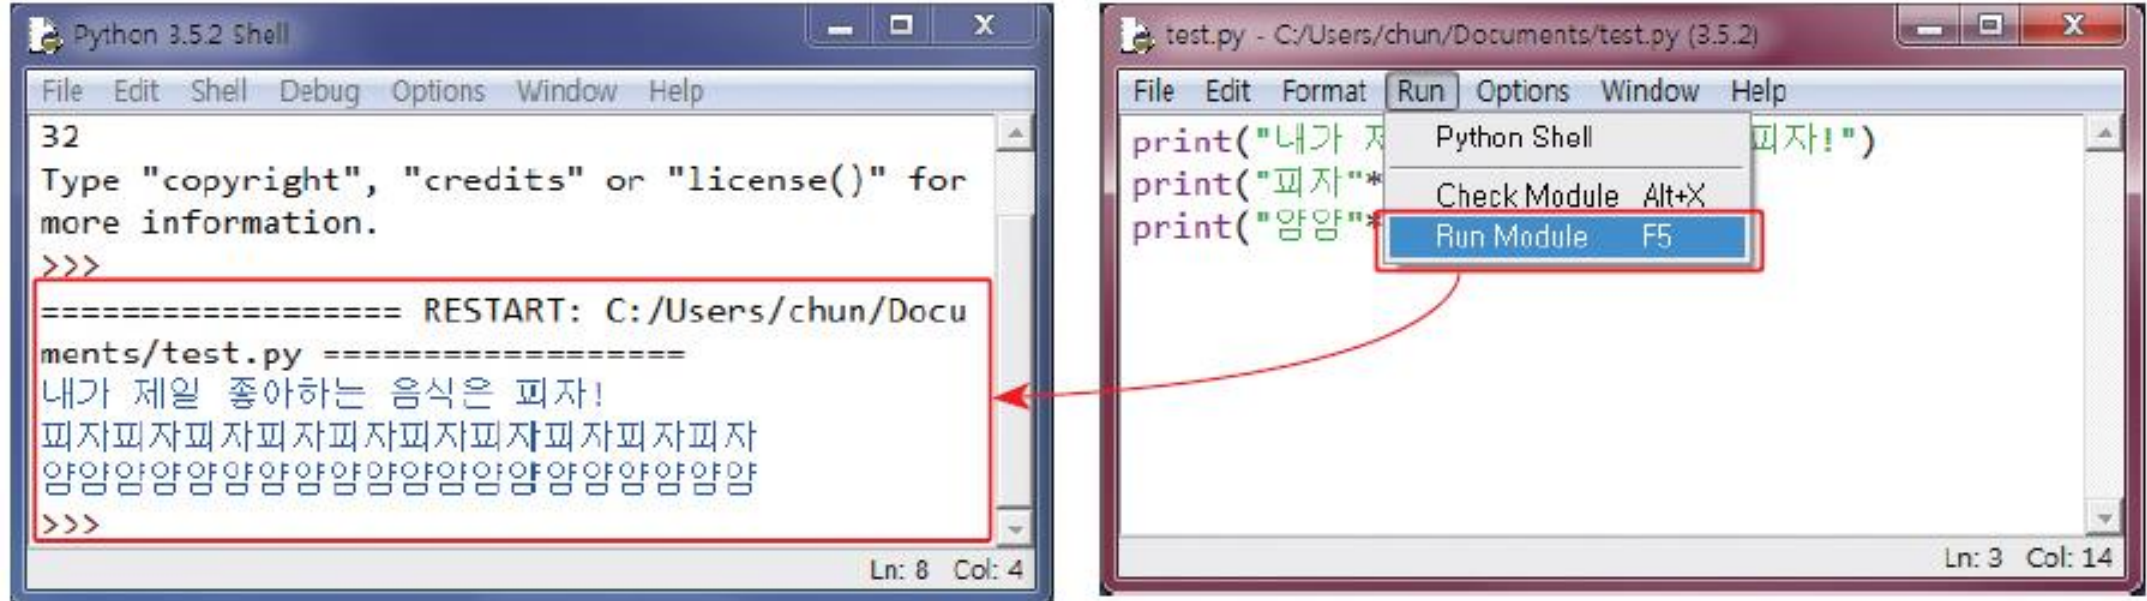 Python 3.5.2 Shell
File Edit Shell Debug Options Window Help
32
Type "copyright", "credits" or "license()" for
more information.
>>>
================== RESTART: C:/Users/chun/Docu
ments/test.py ==================
내가 제일 좋아하는 음식은 피자!
피자피자피자피자피자피자피자피자피자피자
얌얌얌얌얌얌얌얌얌얌얌얌얌얌얌얌얌얌얌얌
>>>
Ln: 8 Col: 4
test.py - C:/Users/chun/Documents/test.py (3.5.2)
File Edit Format Run Options Window Help
print("내가 피자!")
print("피자"*
print("얌얌"*
Python Shell
Check Module Alt+X
Run Module F5
Ln: 3 Col: 14